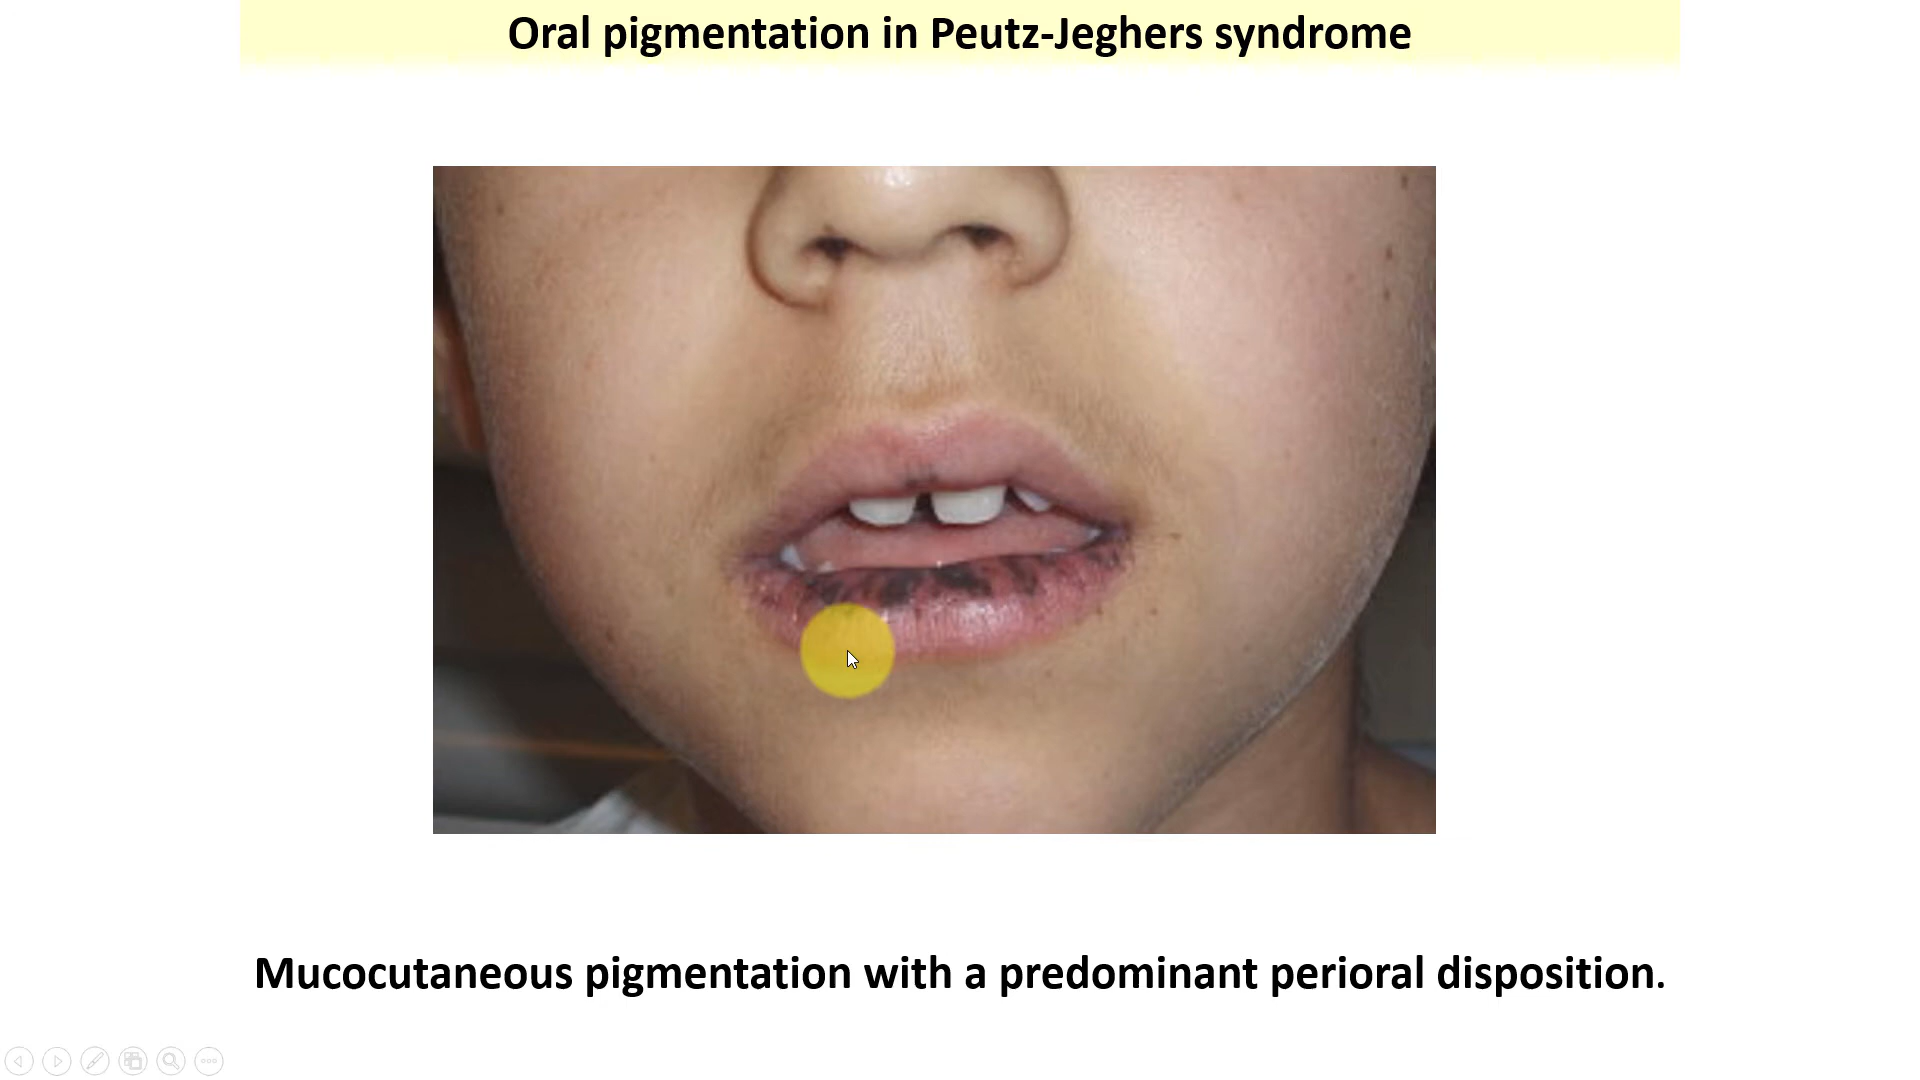 Oral pigmentation in Peutz-Jeghers syndrome
Mucocutaneous pigmentation with a predominant perioral disposition.